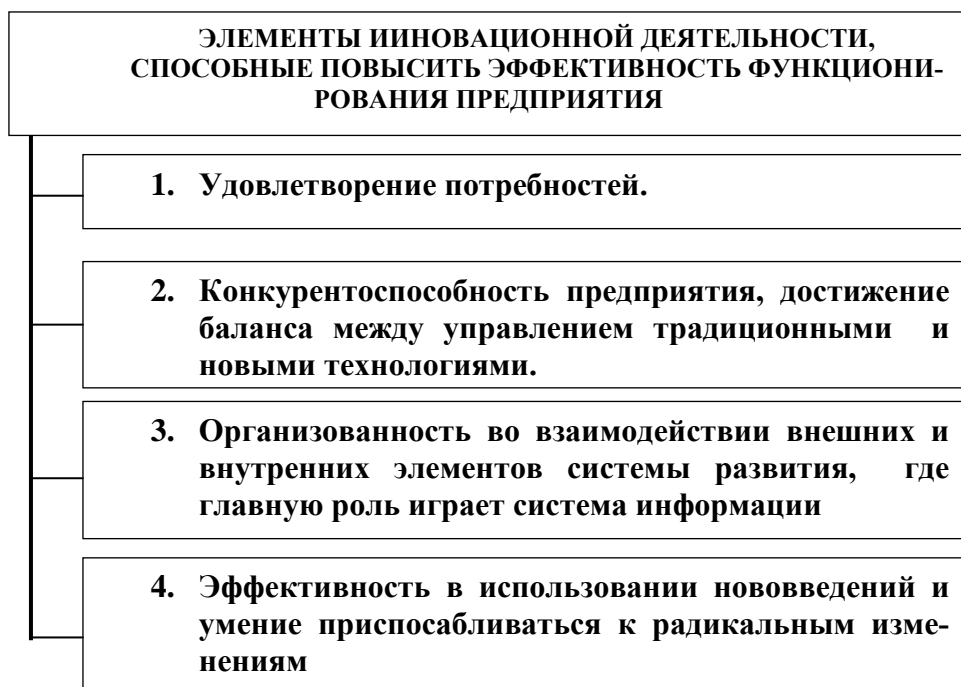 ЭЛЕМЕНТЫ ИИНОВАЦИОННОЙ ДЕЯТЕЛЬНОСТИ,
СПОСОБНЫЕ ПОВЫСИТЬ ЭФФЕКТИВНОСТЬ ФУНКЦИОНИ-
РОВАНИЯ ПРЕДПРИЯТИЯ
1. Удовлетворение потребностей.
2. Конкурентоспособность предприятия, достижение
баланса между управлением традиционными и
новыми технологиями.
3. Организованность во взаимодействии внешних и
внутренних элементов системы развития, где
главную роль играет система информации
4. Эффективность в использовании нововведений и
умение приспосабливаться к радикальным изме-
нениям